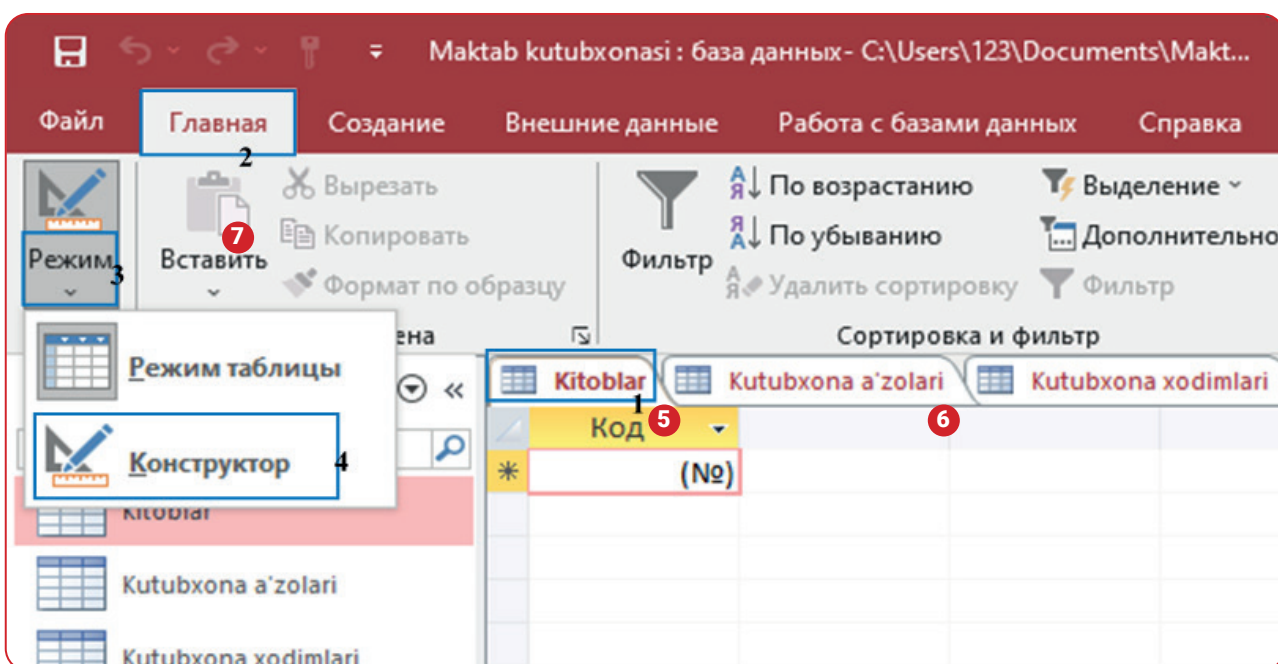 Maktab kutubxonasi : база данных- C:\Users\123\Documents\Makt...
Файл Главная Создание Внешние данные Работа с базами данных Справка
2
Режим
3
Вставить
7
Вырезать
Копировать
Формат по образцу
ена
Фильтр
По возрастанию
По убыванию
Удалить сортировку
Выделение
Дополнительно
Фильтр
Сортировка и фильтр
Режим таблицы
Конструктор 4
Kitoblar
Kutubxona a'zolari
Kutubxona xodimlari
Kitoblar Kutubxona a'zolari Kutubxona xodimlari
1 5 6
Код
(№)